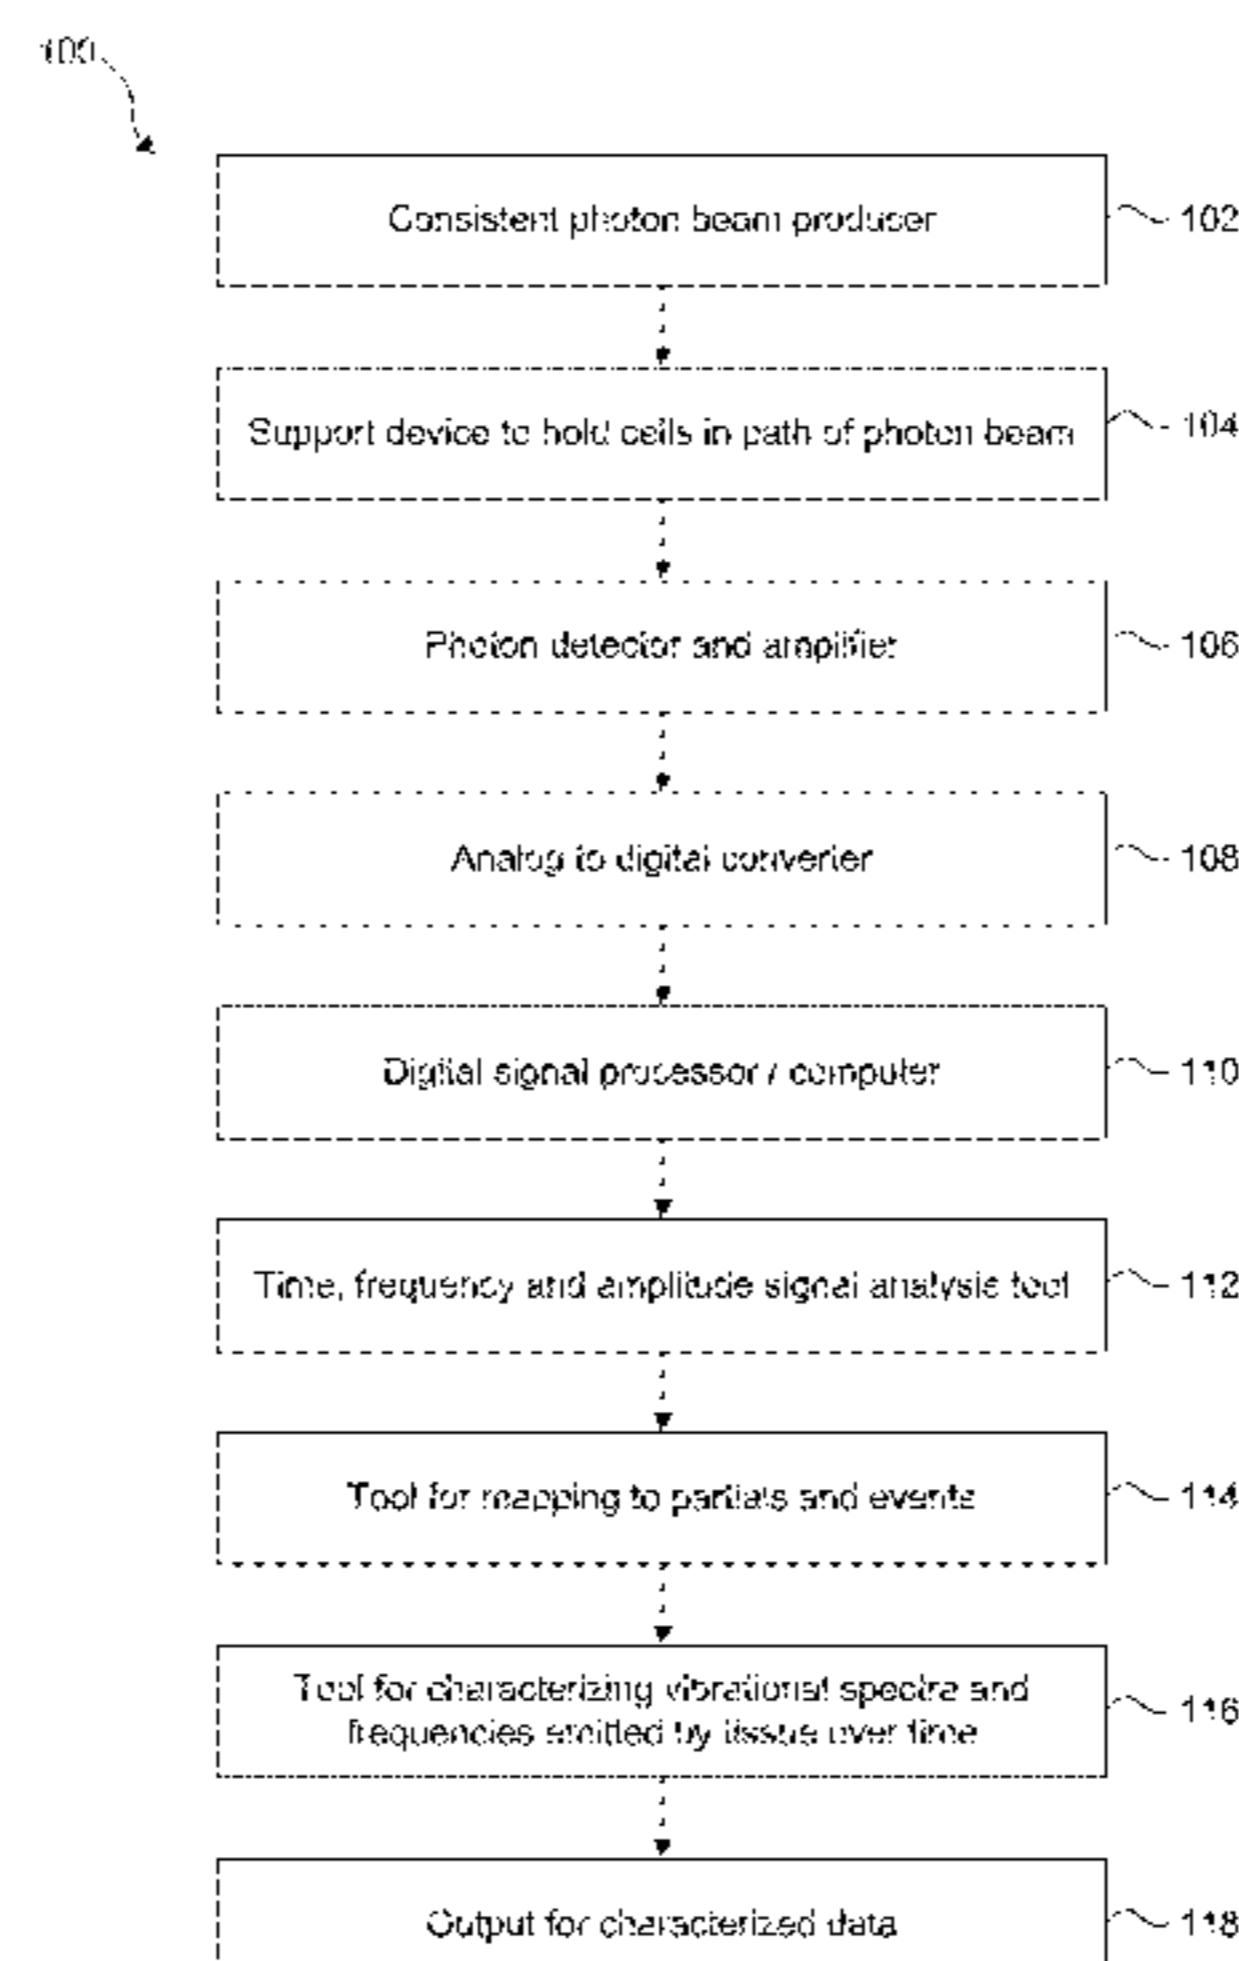 100
Consistent photon beam producer
102
Support device to hold cells in path of photon beam
104
Photon detector and amplifier
106
Analog to digital converter
108
Digital signal processor / computer
110
Time, frequency and amplitude signal analysis tool
112
Tool for mapping to partials and events
114
Tool for characterizing vibrational spectra and
frequencies emitted by tissue over time
116
Output for characterized data
118